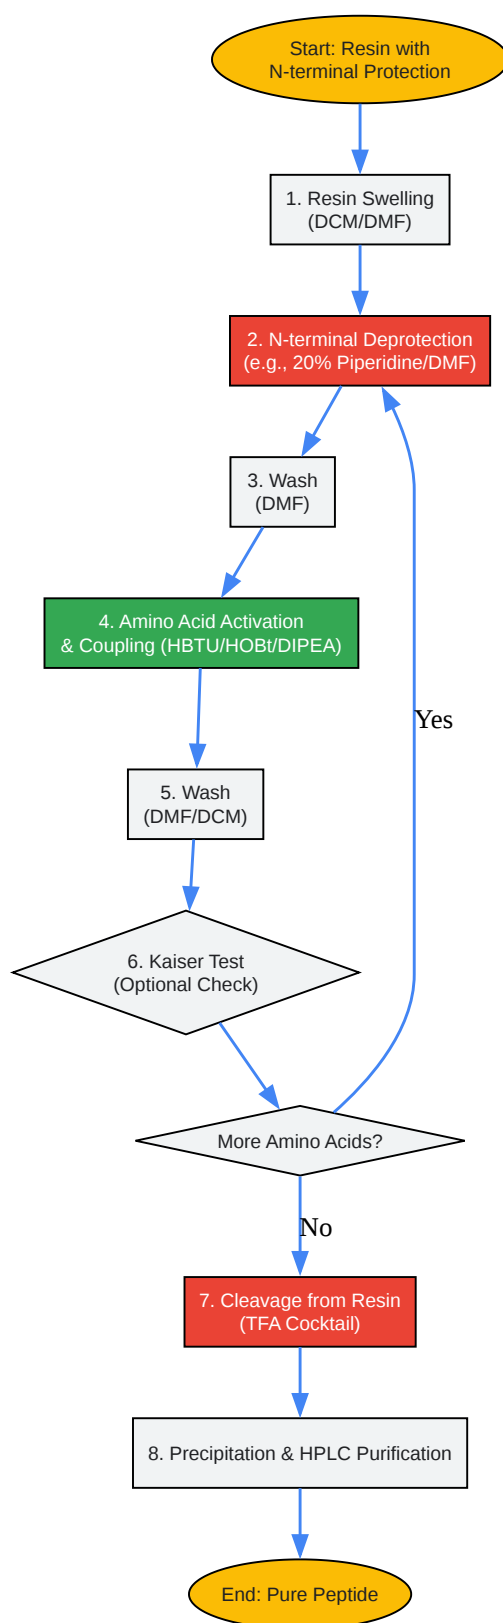 Start: Resin with
N-terminal Protection
1. Resin Swelling
(DCM/DMF)
2. N-terminal Deprotection
(e.g., 20% Piperidine/DMF)
3. Wash
(DMF)
4. Amino Acid Activation
& Coupling (HBTU/HOBt/DIPEA)
Yes
5. Wash
(DMF/DCM)
6. Kaiser Test
(Optional Check)
More Amino Acids?
No
7. Cleavage from Resin
(TFA Cocktail)
8. Precipitation & HPLC Purification
End: Pure Peptide